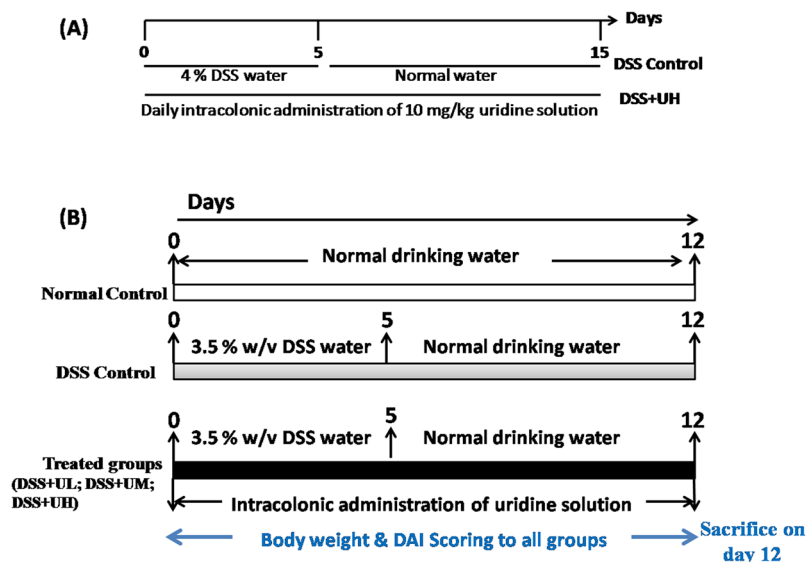 (A)
Days
0 5 15
4 % DSS water Normal water DSS Control
Daily intracolonic administration of 10 mg/kg uridine solution DSS+UH
(B)
Days
0 12
Normal drinking water
Normal Control
0 5 12
3.5 % w/v DSS water Normal drinking water
DSS Control
0 5 12
3.5 % w/v DSS water Normal drinking water
Treated groups
(DSS+UL; DSS+UM;
DSS+UH)
Intracolonic administration of uridine solution
Body weight & DAI Scoring to all groups
Sacrifice on
day 12